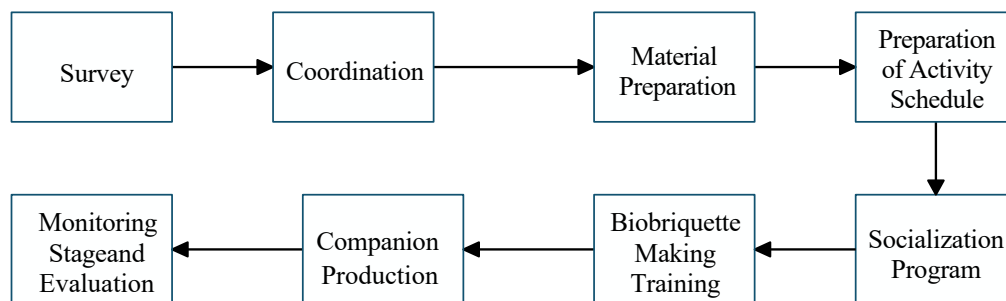 Survey
Coordination
Material
Preparation
Preparation
of Activity
Schedule
Socialization
Program
Biobriquette
Making
Training
Companion
Production
Monitoring
Stageand
Evaluation